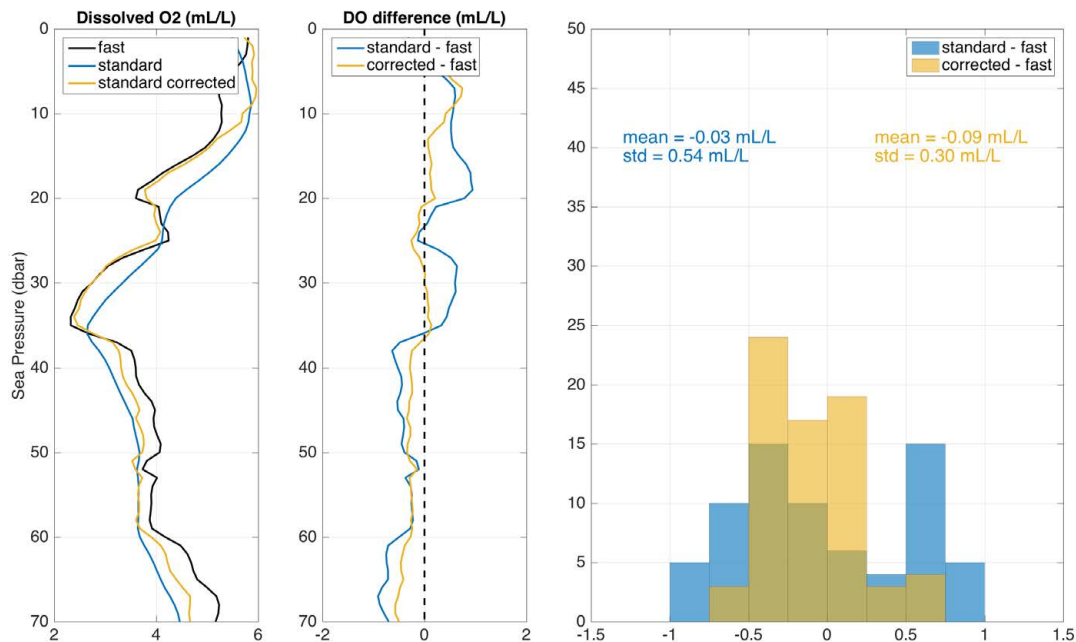 Dissolved O2 (mL/L)
fast
standard
standard corrected
Sea Pressure (dbar)
0
10
20
30
40
50
60
70
2
4
6
DO difference (mL/L)
standard - fast
corrected - fast
0
10
20
30
40
50
60
70
-2
0
2
standard - fast
corrected - fast
mean = -0.03 mL/L
std = 0.54 mL/L
mean = -0.09 mL/L
std = 0.30 mL/L
50
45
40
35
30
25
20
15
10
5
0
-1.5
-1
-0.5
0
0.5
1
1.5